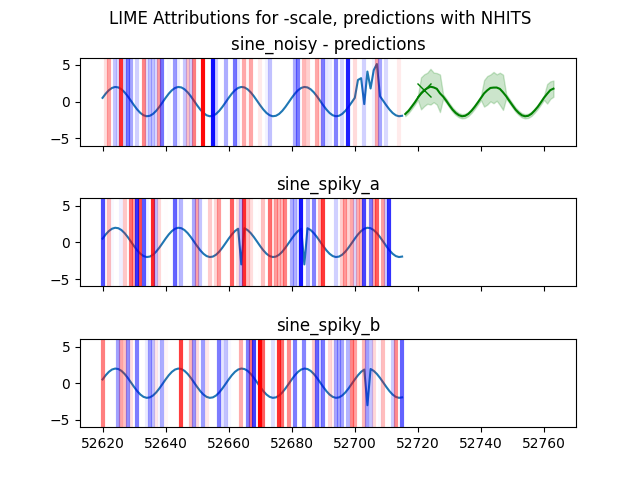 LIME Attributions for -scale, predictions with NHITS
sine_noisy - predictions
5
0
−5
sine_spiky_a
5
0
−5
sine_spiky_b
5
0
−5
52620 52640 52660 52680 52700 52720 52740 52760